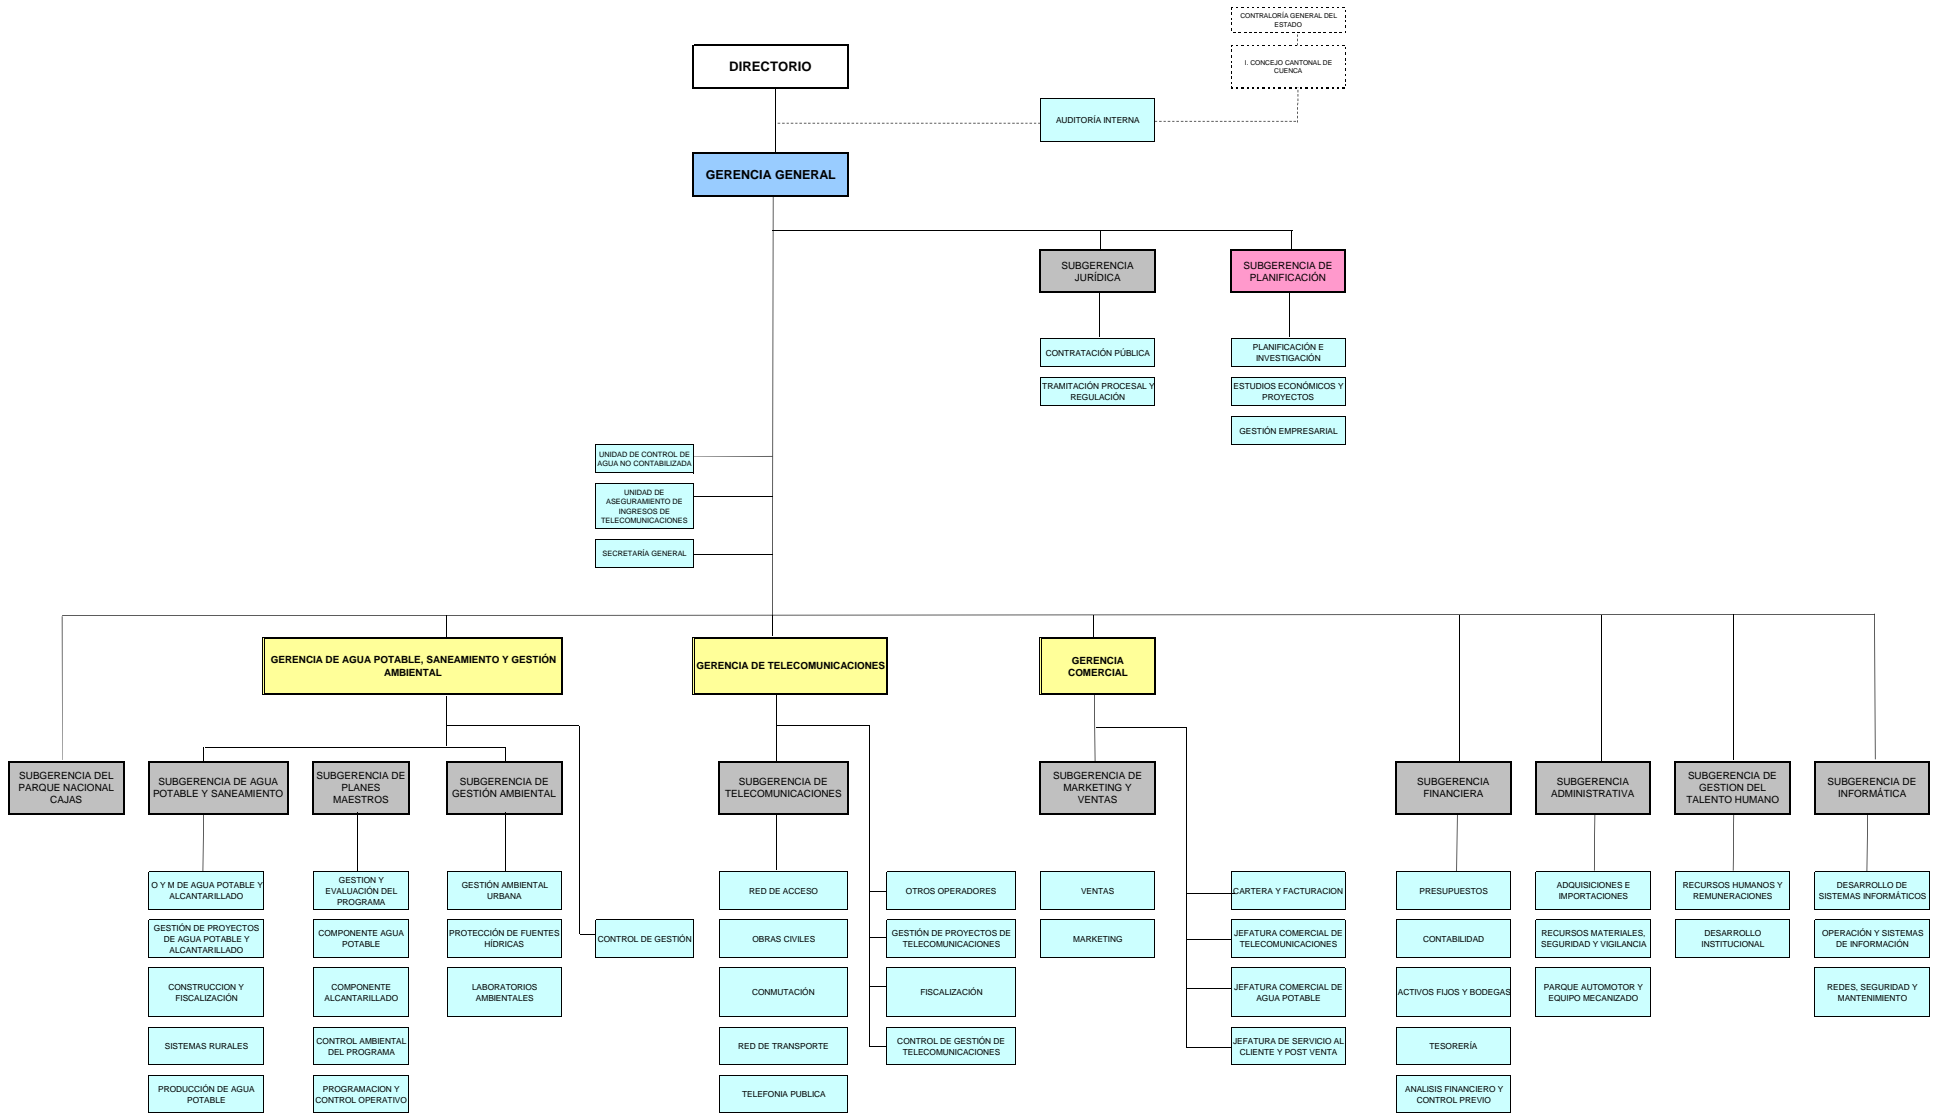 CONTRALORÍA GENERAL DEL
ESTADO
DIRECTORIO
I. CONCEJO CANTONAL DE
CUENCA
AUDITORÍA INTERNA
GERENCIA GENERAL
SUBGERENCIA
JURÍDICA
SUBGERENCIA DE
PLANIFICACIÓN
CONTRATACIÓN PÚBLICA
TRAMITACIÓN PROCESAL Y
REGULACIÓN
PLANIFICACIÓN E
INVESTIGACIÓN
ESTUDIOS ECONÓMICOS Y
PROYECTOS
GESTIÓN EMPRESARIAL
UNIDAD DE CONTROL DE
AGUA NO CONTABILIZADA
UNIDAD DE
ASEGURAMIENTO DE
INGRESOS DE
TELECOMUNICACIONES
SECRETARÍA GENERAL
GERENCIA DE AGUA POTABLE, SANEAMIENTO Y GESTIÓN
AMBIENTAL
GERENCIA DE TELECOMUNICACIONES
GERENCIA
COMERCIAL
SUBGERENCIA DEL
PARQUE NACIONAL
CAJAS
SUBGERENCIA DE AGUA
POTABLE Y SANEAMIENTO
SUBGERENCIA DE
PLANES
MAESTROS
SUBGERENCIA DE
GESTIÓN AMBIENTAL
SUBGERENCIA DE
TELECOMUNICACIONES
SUBGERENCIA DE
MARKETING Y
VENTAS
SUBGERENCIA
FINANCIERA
SUBGERENCIA
ADMINISTRATIVA
SUBGERENCIA DE
GESTION DEL
TALENTO HUMANO
SUBGERENCIA DE
INFORMÁTICA
O Y M DE AGUA POTABLE Y
ALCANTARILLADO
GESTIÓN DE PROYECTOS
DE AGUA POTABLE Y
ALCANTARILLADO
CONSTRUCCION Y
FISCALIZACIÓN
SISTEMAS RURALES
PRODUCCIÓN DE AGUA
POTABLE
GESTION Y
EVALUACIÓN DEL
PROGRAMA
COMPONENTE AGUA
POTABLE
COMPONENTE
ALCANTARILLADO
CONTROL AMBIENTAL
DEL PROGRAMA
PROGRAMACION Y
CONTROL OPERATIVO
GESTIÓN AMBIENTAL
URBANA
PROTECCIÓN DE FUENTES
HÍDRICAS
LABORATORIOS
AMBIENTALES
CONTROL DE GESTIÓN
RED DE ACCESO
OBRAS CIVILES
CONMUTACIÓN
RED DE TRANSPORTE
TELEFONIA PUBLICA
OTROS OPERADORES
GESTIÓN DE PROYECTOS DE
TELECOMUNICACIONES
FISCALIZACIÓN
CONTROL DE GESTIÓN DE
TELECOMUNICACIONES
VENTAS
MARKETING
CARTERA Y FACTURACION
JEFATURA COMERCIAL DE
TELECOMUNICACIONES
JEFATURA COMERCIAL DE
AGUA POTABLE
JEFATURA DE SERVICIO AL
CLIENTE Y POST VENTA
PRESUPUESTOS
CONTABILIDAD
ACTIVOS FIJOS Y BODEGAS
TESORERÍA
ANALISIS FINANCIERO Y
CONTROL PREVIO
ADQUISICIONES E
IMPORTACIONES
RECURSOS MATERIALES,
SEGURIDAD Y VIGILANCIA
PARQUE AUTOMOTOR Y
EQUIPO MECANIZADO
RECURSOS HUMANOS Y
REMUNERACIONES
DESARROLLO
INSTITUCIONAL
DESARROLLO DE
SISTEMAS INFORMÁTICOS
OPERACIÓN Y SISTEMAS
DE INFORMACIÓN
REDES, SEGURIDAD Y
MANTENIMIENTO